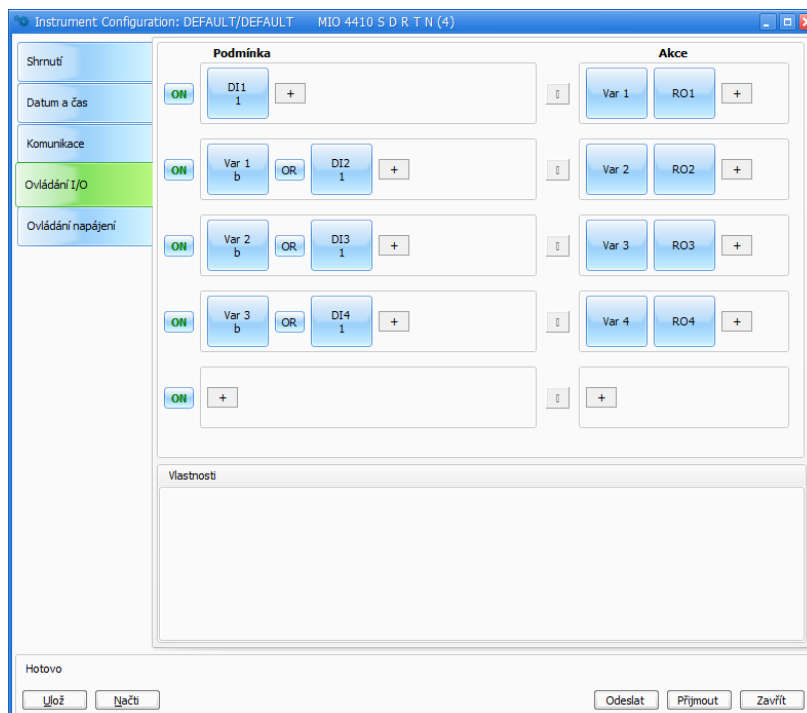 Instrument Configuration: DEFAULT/DEFAULT MIO 4410 S D R T N (4)
Shrnutí
Datum a čas
Komunikace
Ovládání I/O
Ovládání napájení
Podmínka Akce
ON DI1 1 + Var 1 RO1 +
ON Var 1 b OR DI2 1 + Var 2 RO2 +
ON Var 2 b OR DI3 1 + Var 3 RO3 +
ON Var 3 b OR DI4 1 + Var 4 RO4 +
ON + +
Vlastnosti
Hotovo
Ulož Načti Odeslat Přijmout Zavřít